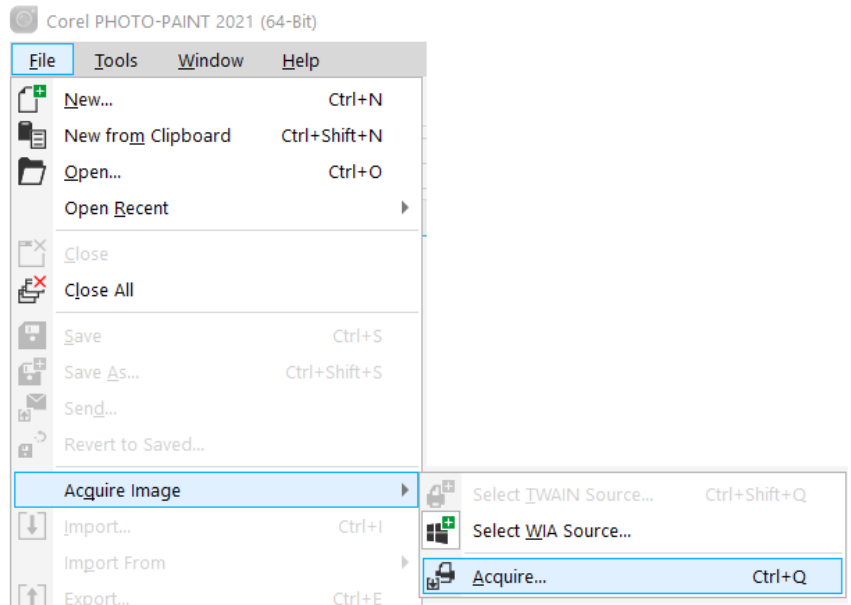 Corel PHOTO-PAINT 2021 (64-Bit)
File Tools Window Help
New... Ctrl+N
New from Clipboard Ctrl+Shift+N
Open... Ctrl+O
Open Recent
Close
Close All
Save Ctrl+S
Save As... Ctrl+Shift+S
Send...
Revert to Saved...
Acquire Image
Import... Ctrl+I
Import From
Export... Ctrl+E
Select TWAIN Source... Ctrl+Shift+Q
Select WIA Source...
Acquire... Ctrl+Q